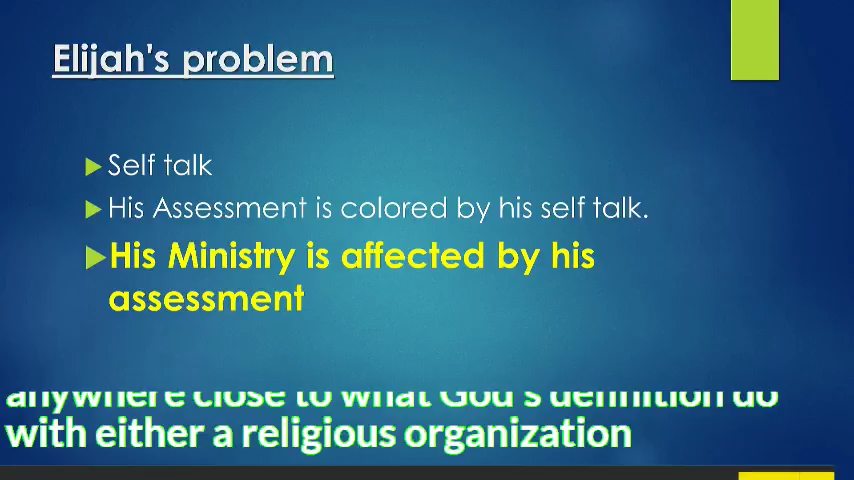 Elijah's problem
Self talk
His Assessment is colored by his self talk.
His Ministry is affected by his
assessment
anywhere close to what God's definition do
with either a religious organization